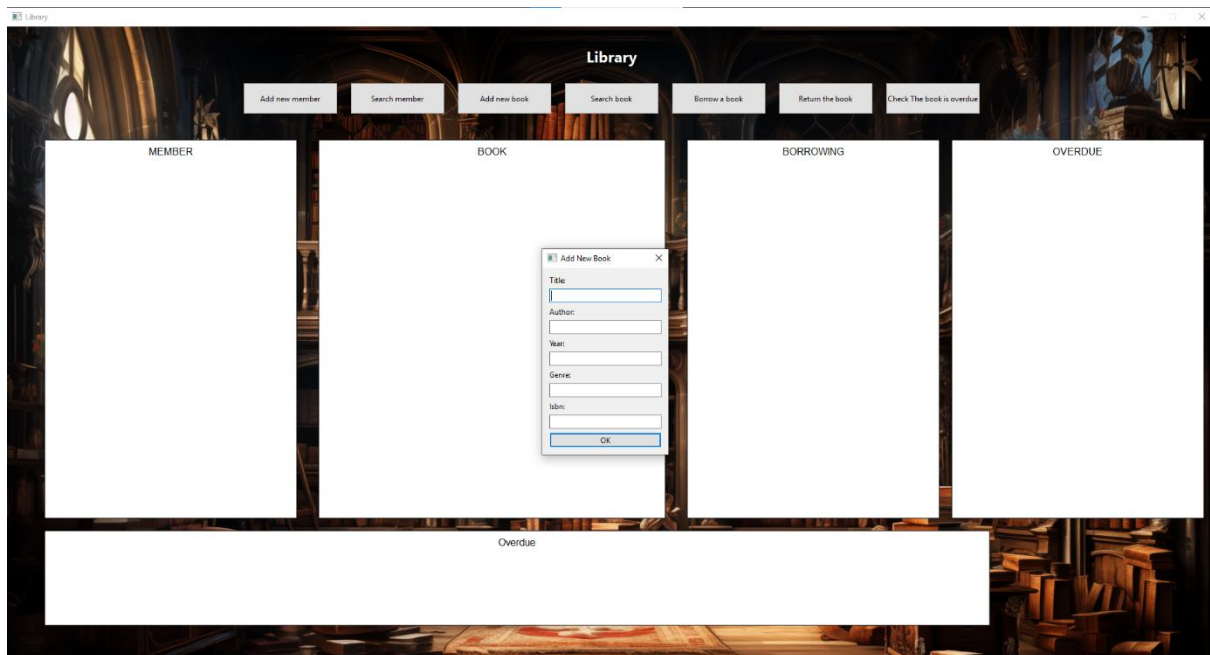 Library
Library
Add new member
Search member
Add new book
Search book
Borrow a book
Return the book
Check The book is overdue
MEMBER
BOOK
BORROWING
OVERDUE
Add New Book
Title:
Author:
Year:
Genre:
Isbn:
OK
Overdue